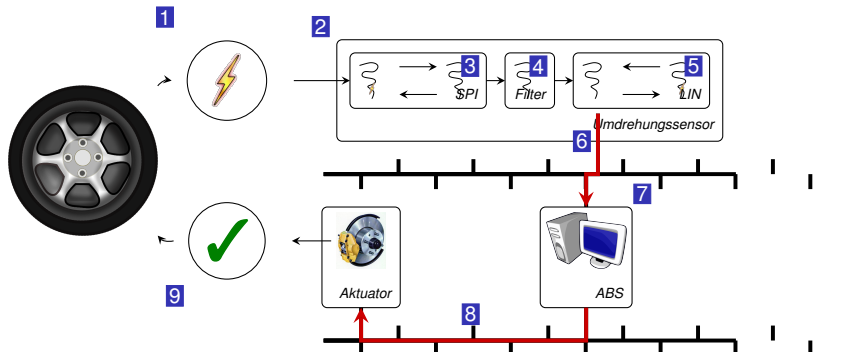 1
2
3
SPI
4
Filter
5
LIN
Umdrehungssensor
6
7
ABS
8
Aktuator
9